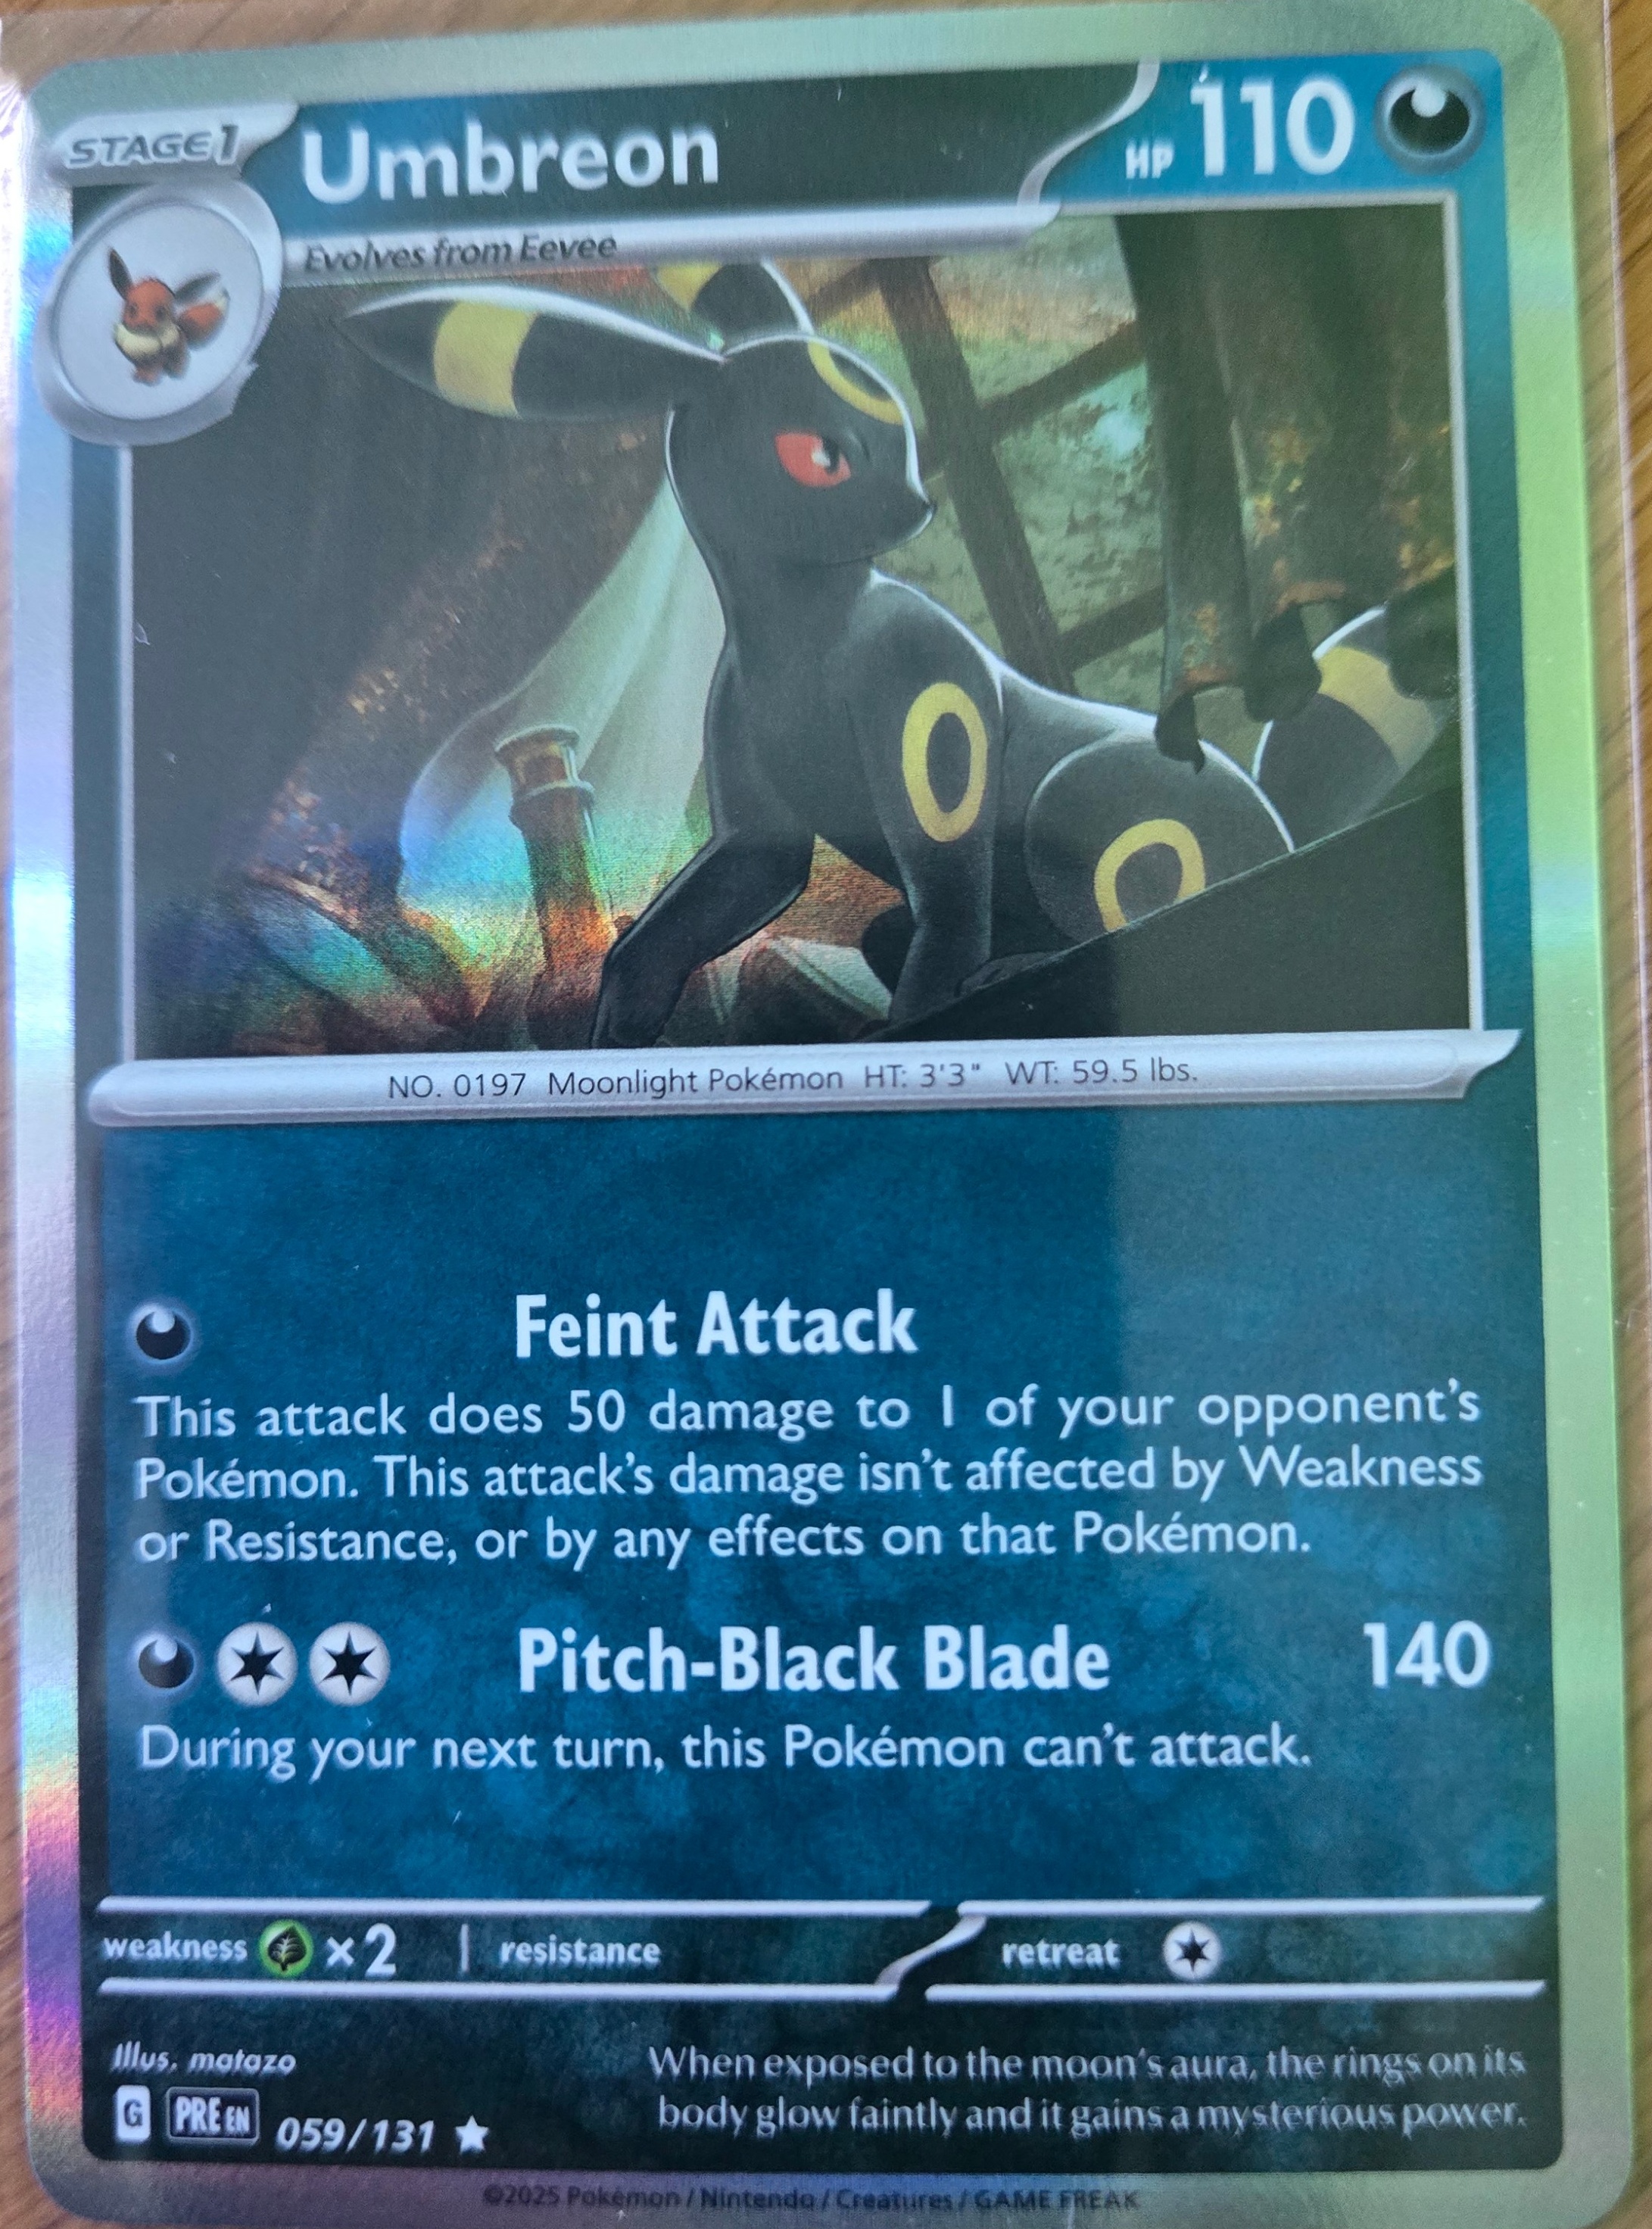 STAGE 1 Umbreon HP 110
Evolves from Eevee
NO. 0197 Moonlight Pokémon HT: 3'3" WT: 59.5 lbs.
Feint Attack
This attack does 50 damage to 1 of your opponent's
Pokémon. This attack's damage isn't affected by Weakness
or Resistance, or by any effects on that Pokémon.
Pitch-Black Blade 140
During your next turn, this Pokémon can't attack.
weakness ×2 resistance retreat
Illus. matazo
When exposed to the moon's aura, the rings on its
body glow faintly and it gains a mysterious power.
G PRE EN 059/131
©2025 Pokémon / Nintendo / Creatures / GAME FREAK